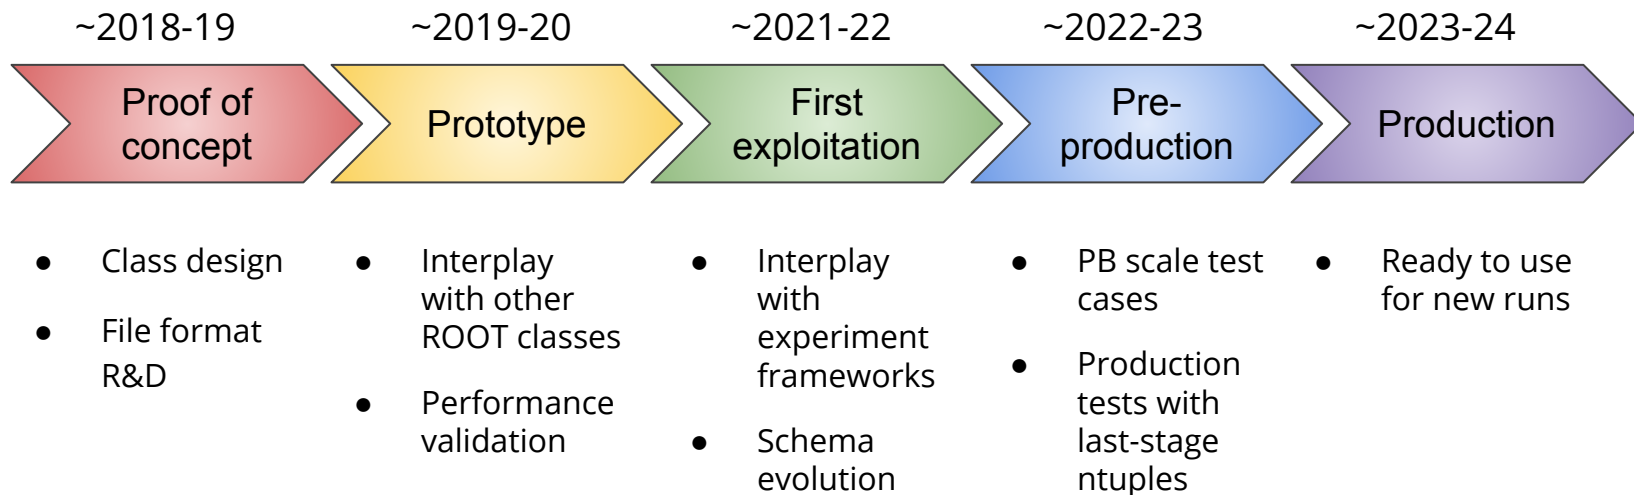 ~2018-19
~2019-20
~2021-22
~2022-23
~2023-24
Proof of
concept
Prototype
First
exploitation
Pre-
production
Production
● Class design
● File format
R&D
● Interplay
with other
ROOT classes
● Performance
validation
● Interplay
with
experiment
frameworks
● Schema
evolution
● PB scale test
cases
● Production
tests with
last-stage
ntuples
● Ready to use
for new runs